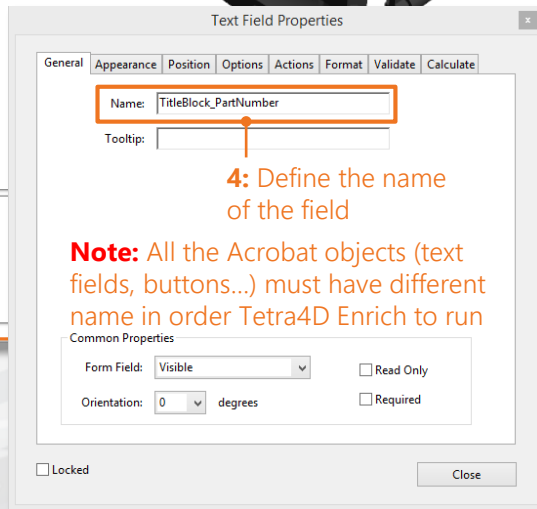 Text Field Properties
x
General Appearance Position Options Actions Format Validate Calculate
Name: TitleBlock_PartNumber
Tooltip:
4: Define the name
of the field
Note: All the Acrobat objects (text
fields, buttons...) must have different
name in order Tetra4D Enrich to run
Common Properties
Form Field: Visible Read Only
Orientation: 0 degrees Required
Locked Close